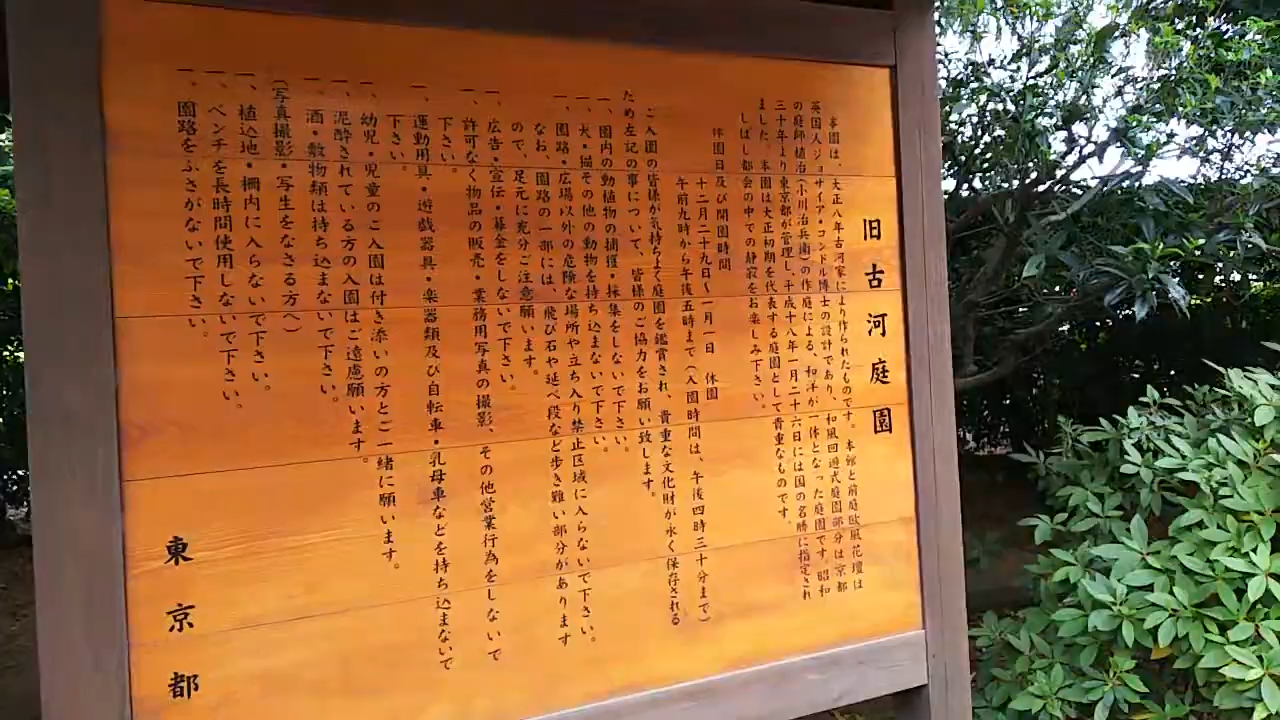 旧古河庭園
本園は、大正八年古河家により作られたものです。本館と前庭欧風花壇は
英国人ジョサイア・コンドル博士の設計であり、和風回遊式庭園部分は京都
の庭師植治(小川治兵衛)の作庭による、和洋が一体となった庭園です。昭和
三十年より東京都が管理し、平成十八年一月二十六日には国の名勝に指定され
ました。本園は大正初期を代表する庭園として貴重なものです。
しばし都会の中での静寂をお楽しみ下さい。
休園日及び開園時間
十二月二十九日〜一月一日 休園
午前九時から午後五時まで(入園時間は、午後四時三十分まで)
ご入園の皆様が気持ちよく庭園を鑑賞され、貴重な文化財が永く保存される
ため左記の事について、皆様のご協力をお願い致します。
一、園内の動植物の捕獲・採集をしないで下さい。
一、犬・猫その他の動物を持ち込まないで下さい。
一、園路・広場以外の危険な場所や立ち入り禁止区域に入らないで下さい。
なお、園路の一部には、飛び石や延べ段など歩き難い部分があります
ので、足元に充分ご注意願います。
一、広告・宣伝・募金をしないで下さい。
一、許可なく物品の販売・業務用写真の撮影、その他営業行為をしないで
下さい。
一、運動用具・遊戯器具・楽器類及び自転車・乳母車などを持ち込まないで
下さい。
一、幼児・児童のご入園は付き添いの方とご一緒に願います。
一、泥酔されている方の入園はご遠慮願います。
一、酒・敷物類は持ち込まないで下さい。
(写真撮影・写生をなさる方へ)
一、植込地・柵内に入らないで下さい。
一、ベンチを長時間使用しないで下さい。
一、園路をふさがないで下さい。
東京都